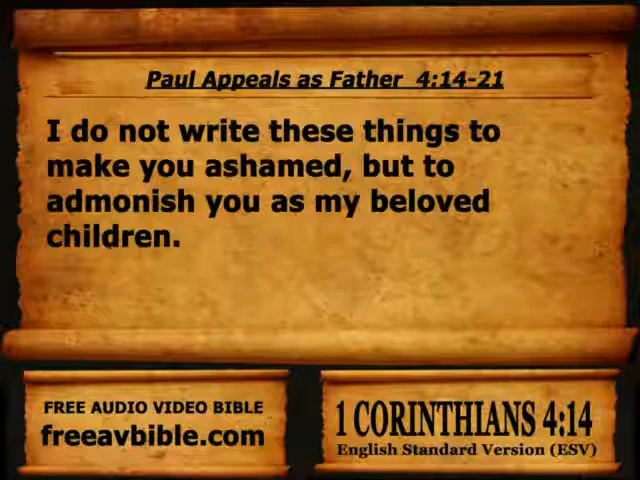 Paul Appeals as Father 4:14-21
I do not write these things to
make you ashamed, but to
admonish you as my beloved
children.
FREE AUDIO VIDEO BIBLE
freeavbible.com
1 CORINTHIANS 4:14
English Standard Version (ESV)